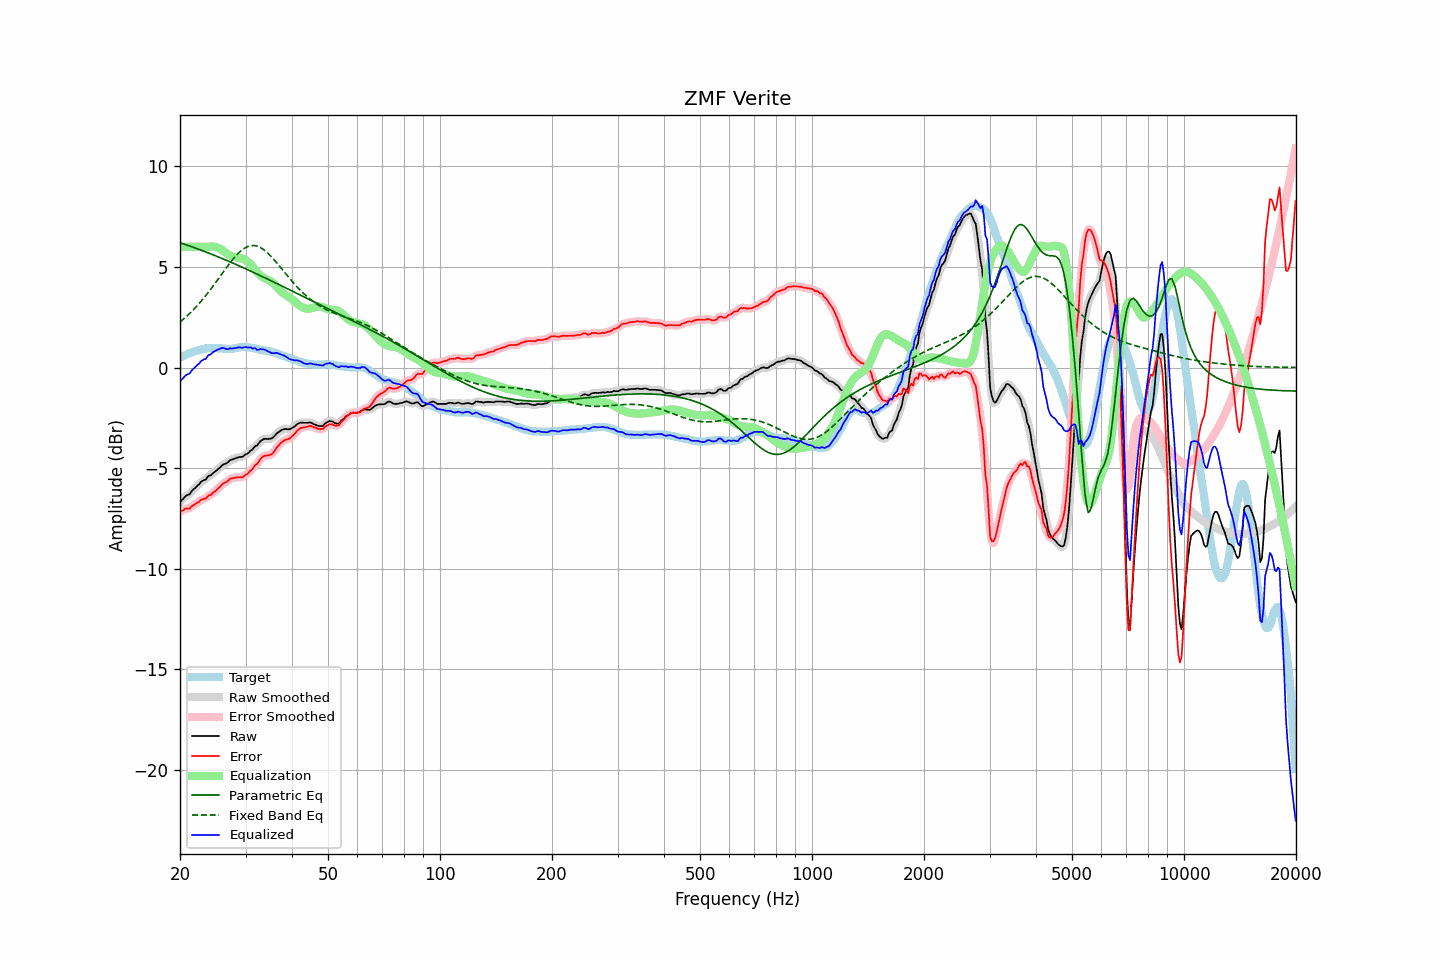 ZMF Verite
Amplitude (dBr)
10
5
0
−5
−10
−15
−20
Target
Raw Smoothed
Error Smoothed
Raw
Error
Equalization
Parametric Eq
Fixed Band Eq
Equalized
20
50
100
200
500
1000
2000
5000
10000
20000
Frequency (Hz)